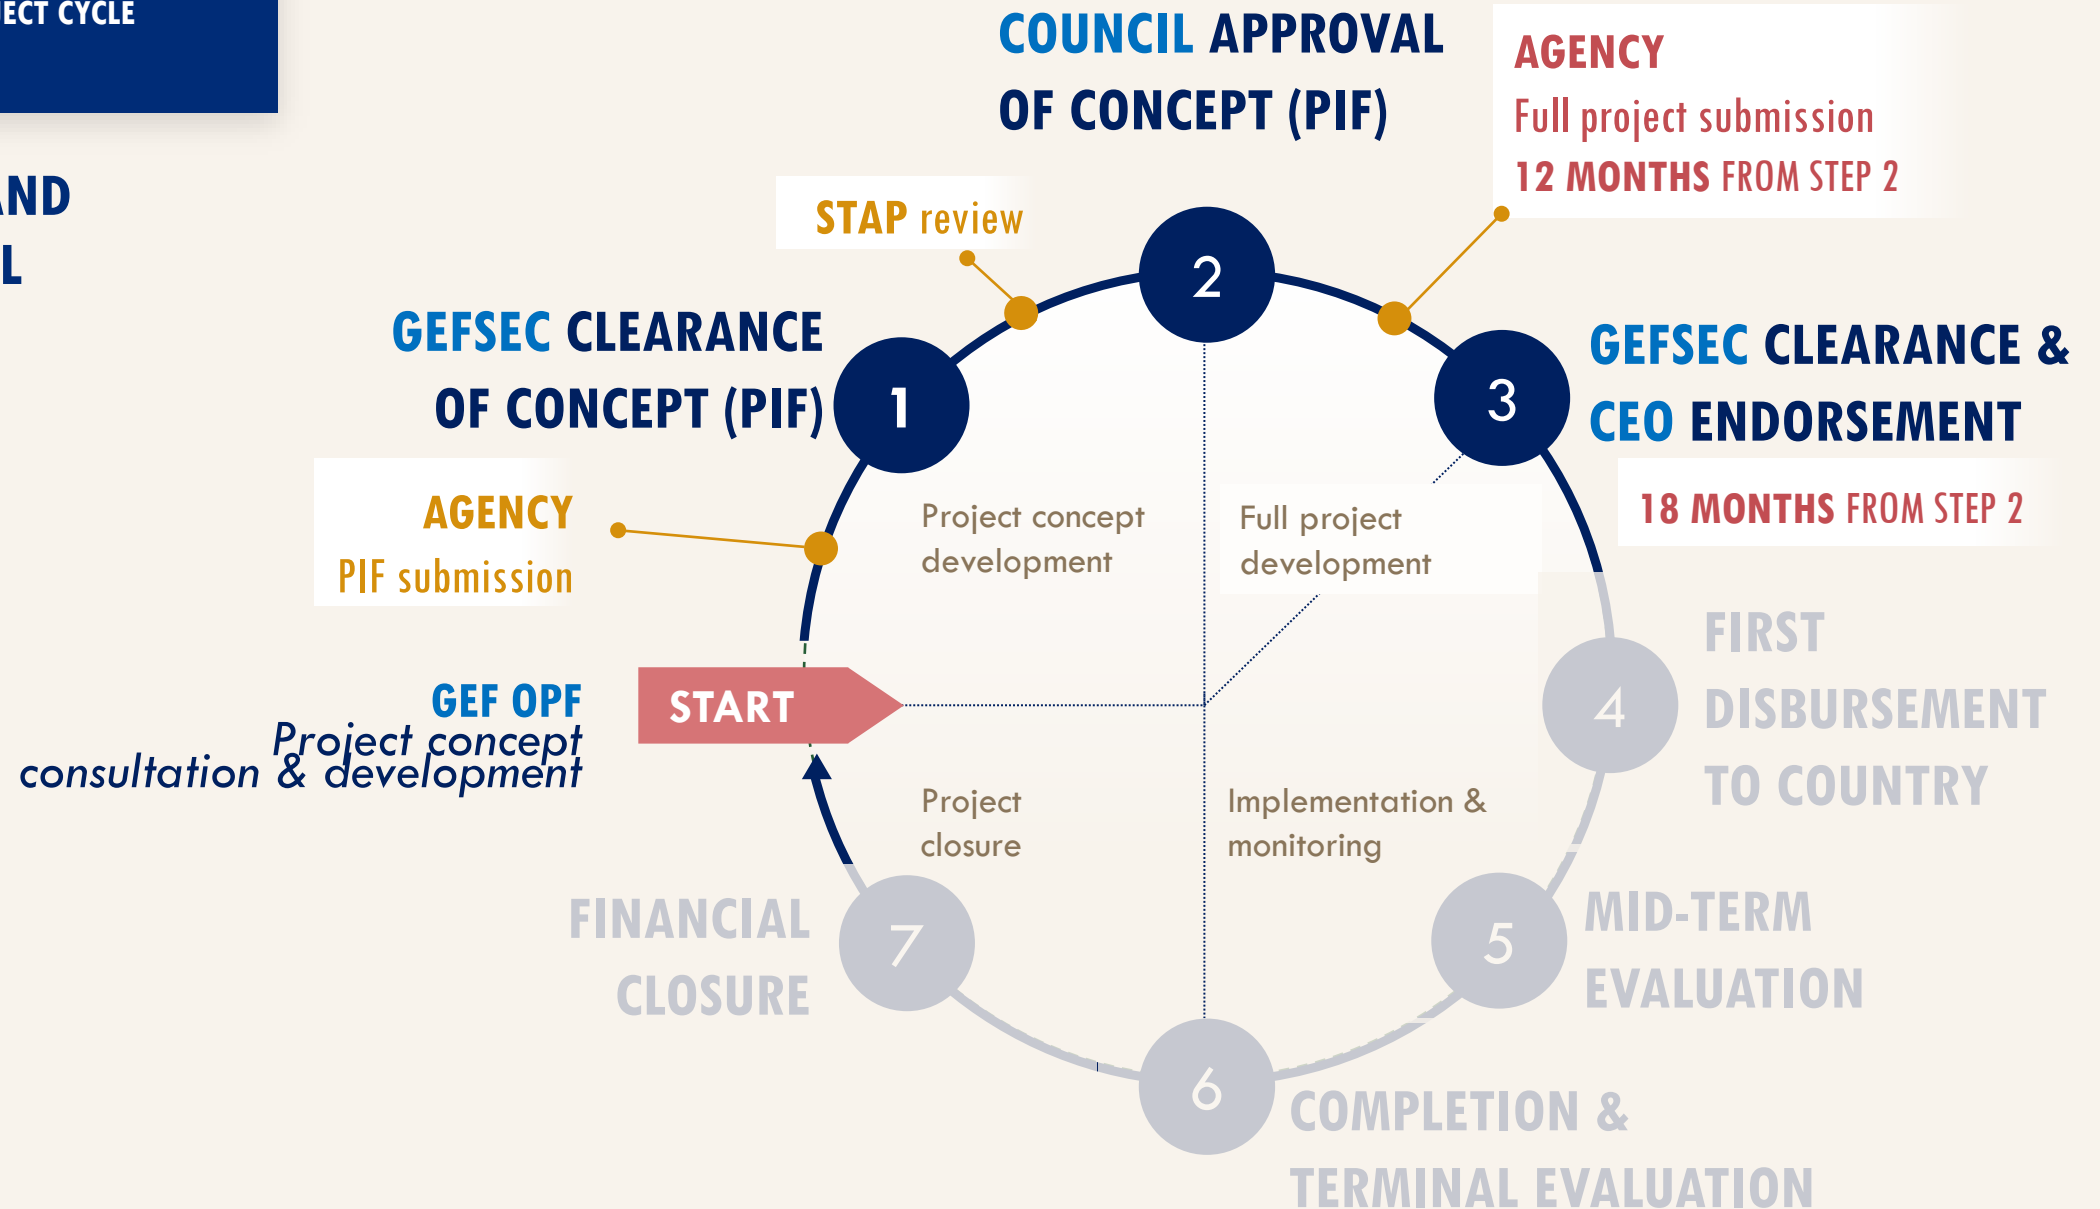 CYCLE
COUNCIL APPROVAL
OF CONCEPT (PIF)
AGENCY
Full project submission
12 MONTHS FROM STEP 2
STAP review
2
GEFSEC CLEARANCE
OF CONCEPT (PIF)
1
3
GEFSEC CLEARANCE &
CEO ENDORSEMENT
18 MONTHS FROM STEP 2
AGENCY
PIF submission
Project concept
development
Full project
development
GEF OPF
Project concept
consultation & development
START
4
FIRST
DISBURSEMENT
TO COUNTRY
Project
closure
Implementation &
monitoring
FINANCIAL
CLOSURE
7
5
MID-TERM
EVALUATION
6
COMPLETION &
TERMINAL EVALUATION